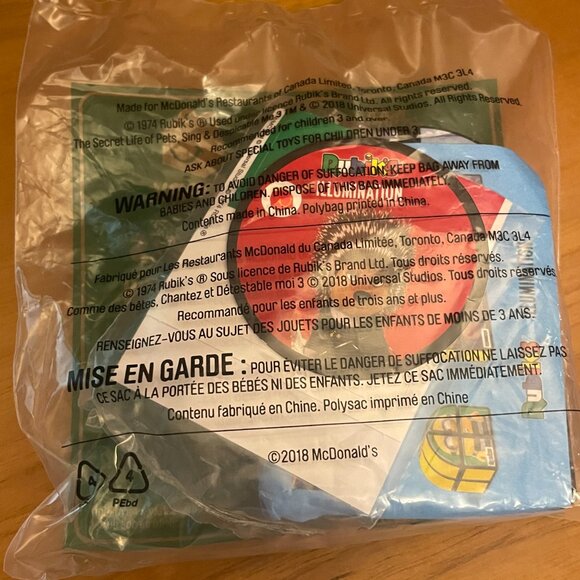 Made for McDonald's Restaurants of Canada Limited, Toronto, Canada M3C 3L4
© 1974 Rubik's ® Used under licence Rubik's Brand Ltd. All rights reserved.
The Secret Life of Pets, Sing & Despicable Me 3 TM & © 2018 Universal Studios. All Rights Reserved.
Recommended for children 3 and over.
ASK ABOUT SPECIAL TOYS FOR CHILDREN UNDER 3.
WARNING: TO AVOID DANGER OF SUFFOCATION, KEEP BAG AWAY FROM
BABIES AND CHILDREN. DISPOSE OF THIS BAG IMMEDIATELY.
Contents made in China. Polybag printed in China.
Rubik's
ELIMINATION
Fabriqué pour Les Restaurants McDonald du Canada Limitée, Toronto, Canada M3C 3L4
© 1974 Rubik's ® Sous licence de Rubik's Brand Ltd. Tous droits réservés.
Comme des bêtes, Chantez et Détestable moi 3 © 2018 Universal Studios. Tous droits réservés
Recommandé pour les enfants de trois ans et plus.
RENSEIGNEZ-VOUS AU SUJET DES JOUETS POUR LES ENFANTS DE MOINS DE 3 ANS.
MISE EN GARDE : POUR ÉVITER LE DANGER DE SUFFOCATION NE LAISSEZ PAS
CE SAC À LA PORTÉE DES BÉBÉS NI DES ENFANTS. JETEZ CE SAC IMMÉDIATEMENT.
Contenu fabriqué en Chine. Polysac imprimé en Chine
©2018 McDonald's
4
4
PEbd